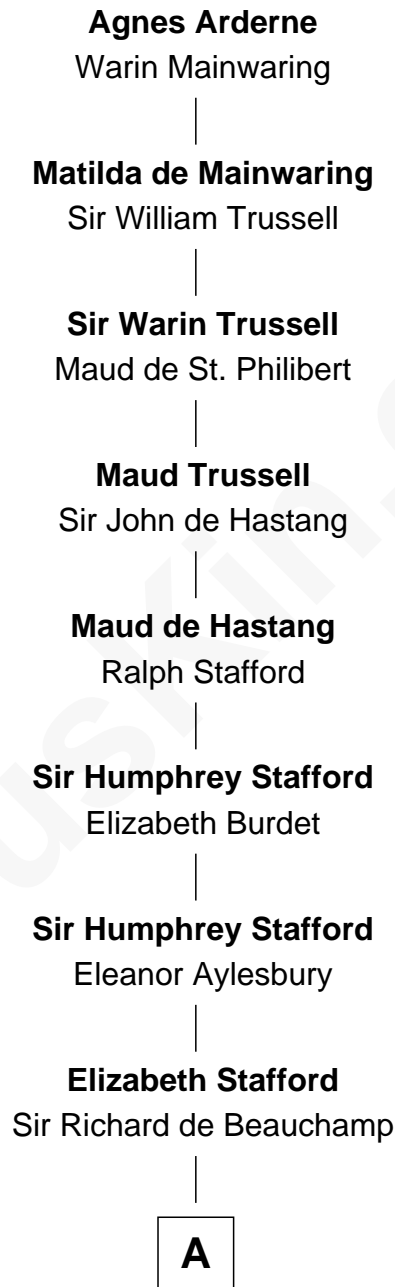 Agnes Arderne
Warin Mainwaring
Matilda de Mainwaring
Sir William Trussell
Sir Warin Trussell
Maud de St. Philibert
Maud Trussell
Sir John de Hastang
Maud de Hastang
Ralph Stafford
Sir Humphrey Stafford
Elizabeth Burdet
Sir Humphrey Stafford
Eleanor Aylesbury
Elizabeth Stafford
Sir Richard de Beauchamp
A